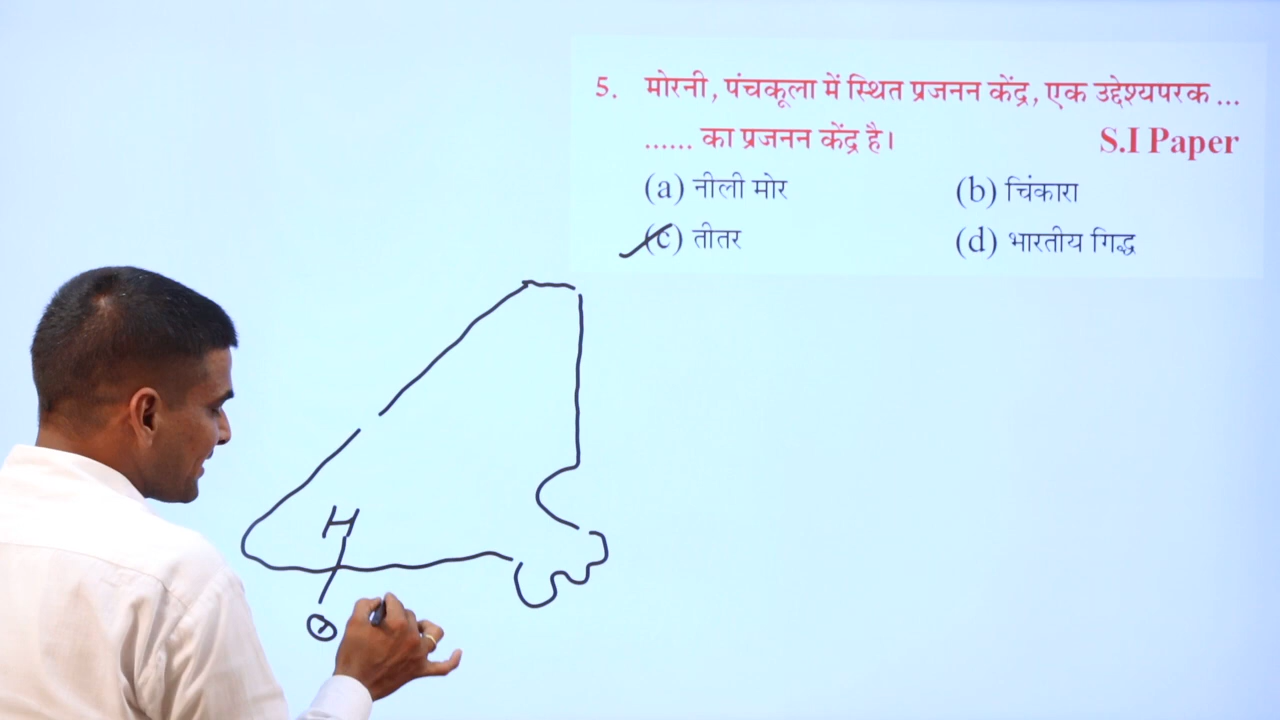 5. मोरनी, पंचकूला में स्थित प्रजनन केंद्र, एक उद्देश्यपरक ...
...... का प्रजनन केंद्र है। S.I Paper
(a) नीली मोर (b) चिंकारा
(c) तीतर (d) भारतीय गिद्ध
H